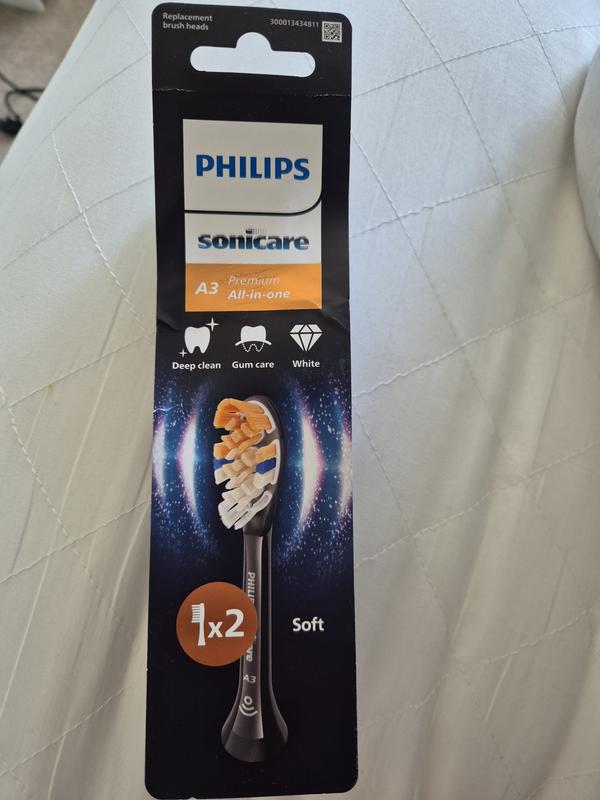 Replacement
brush heads
300013434811
PHILIPS
sonicare
A3
Premium
All-in-one
Deep clean
Gum care
White
x2
Soft
A3